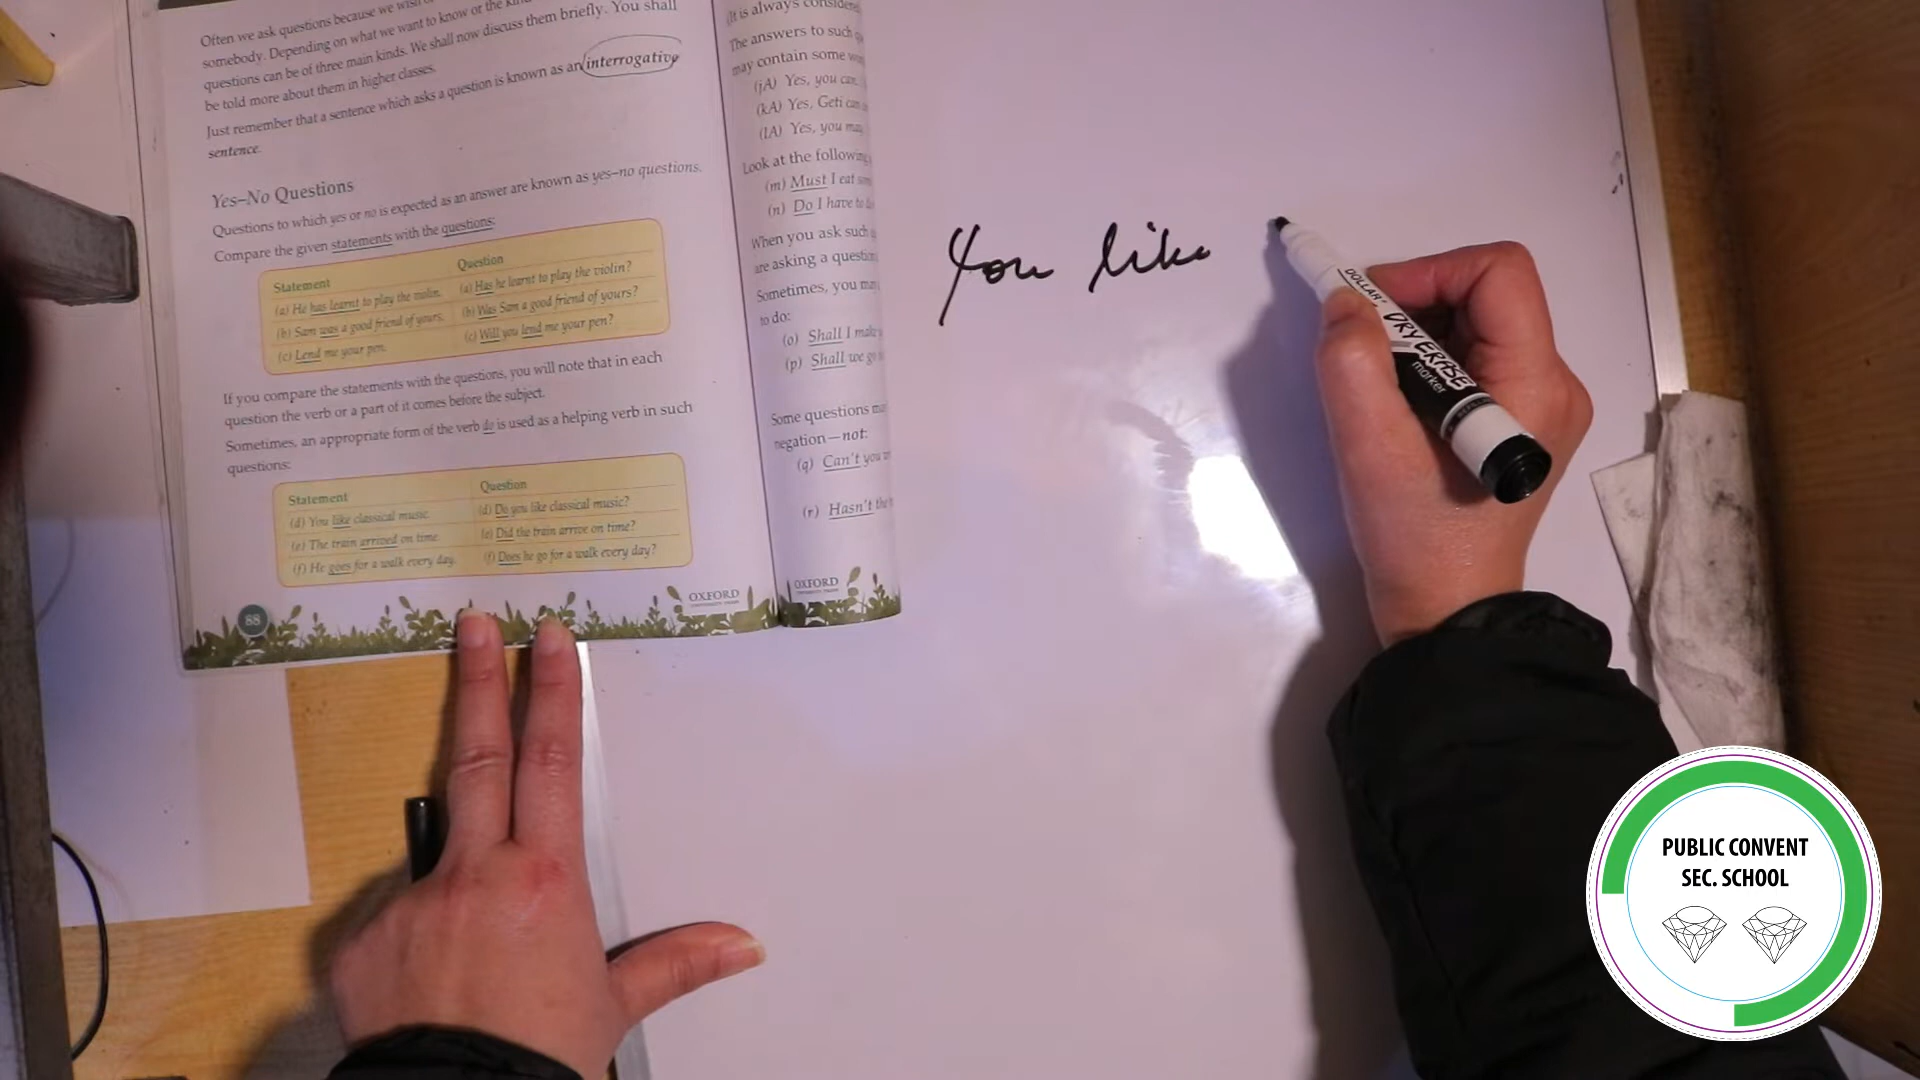 Often we ask questions because we wish
somebody. Depending on what we want to know or the kind
questions can be of three main kinds. We shall now discuss them briefly. You shall
be told more about them in higher classes.
Just remember that a sentence which asks a question is known as an interrogative
sentence.
Yes–No Questions
Questions to which yes or no is expected as an answer are known as yes–no questions.
Compare the given statements with the questions:
Statement Question
(a) He has learnt to play the violin. (a) Has he learnt to play the violin?
(b) Sam was a good friend of yours. (b) Was Sam a good friend of yours?
(c) Lend me your pen. (c) Will you lend me your pen?
If you compare the statements with the questions, you will note that in each
question the verb or a part of it comes before the subject.
Sometimes, an appropriate form of the verb do is used as a helping verb in such
questions:
Statement Question
(d) You like classical music. (d) Do you like classical music?
(e) The train arrived on time. (e) Did the train arrive on time?
(f) He goes for a walk every day. (f) Does he go for a walk every day?
88
OXFORD
UNIVERSITY PRESS
(It is always
The answers to such
may contain some
(jA) Yes, you can.
(kA) Yes, Geti can
(lA) Yes, you may
Look at the following
(m) Must I eat
(n) Do I have to
When you ask such
are asking a question
Sometimes, you may
to do:
(o) Shall I make
(p) Shall we go
Some questions
negation—not:
(q) Can't you
(r) Hasn't the
OXFORD
UNIVERSITY PRESS
You like
DOLLAR
DRY ERASE
marker
PUBLIC CONVENT
SEC. SCHOOL